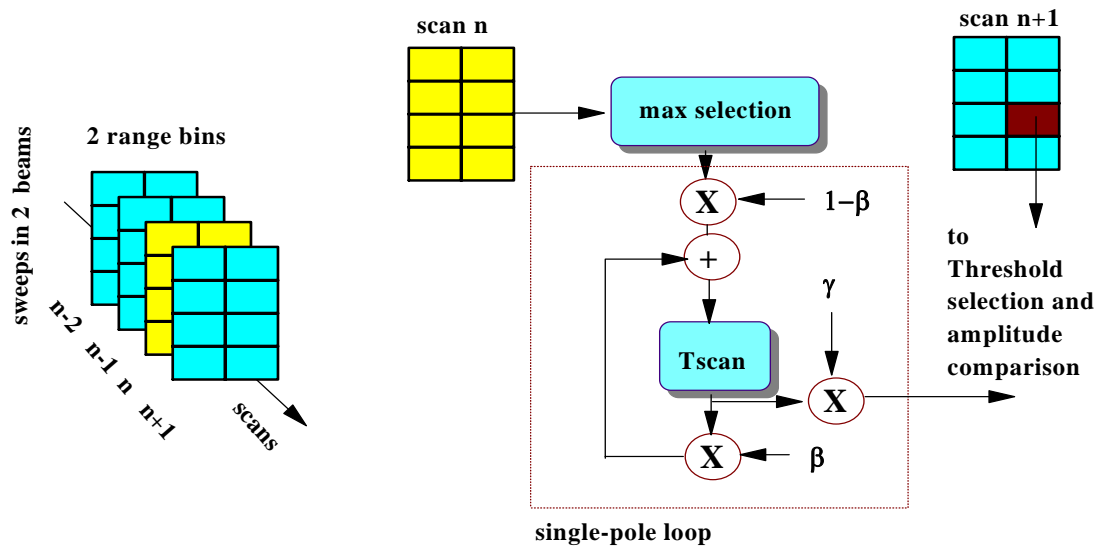 2 range bins
sweeps in 2 beams
n-2
n-1
n
n+1
scans
scan n
max selection
X
1−β
+
Tscan
γ
X
X
β
single-pole loop
scan n+1
to
Threshold
selection and
amplitude
comparison